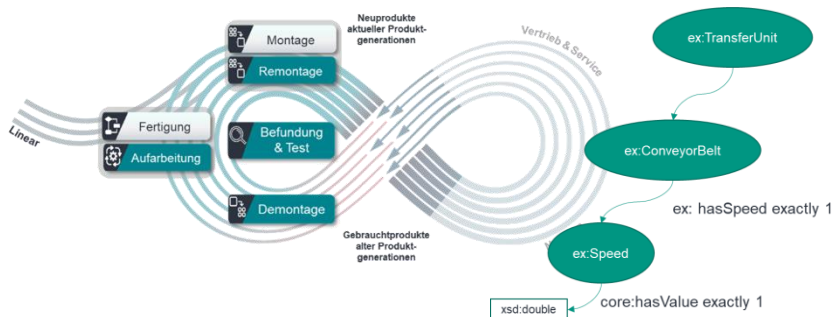 Neuprodukte
aktueller Produkt-
generationen
Montage
Remontage
Vertrieb & Service
ex:TransferUnit
Linear
Fertigung
Aufarbeitung
Befundung
& Test
ex:ConveyorBelt
Demontage
ex: hasSpeed exactly 1
Gebrauchtprodukte
alter Produkt-
generationen
ex:Speed
xsd:double
core:hasValue exactly 1